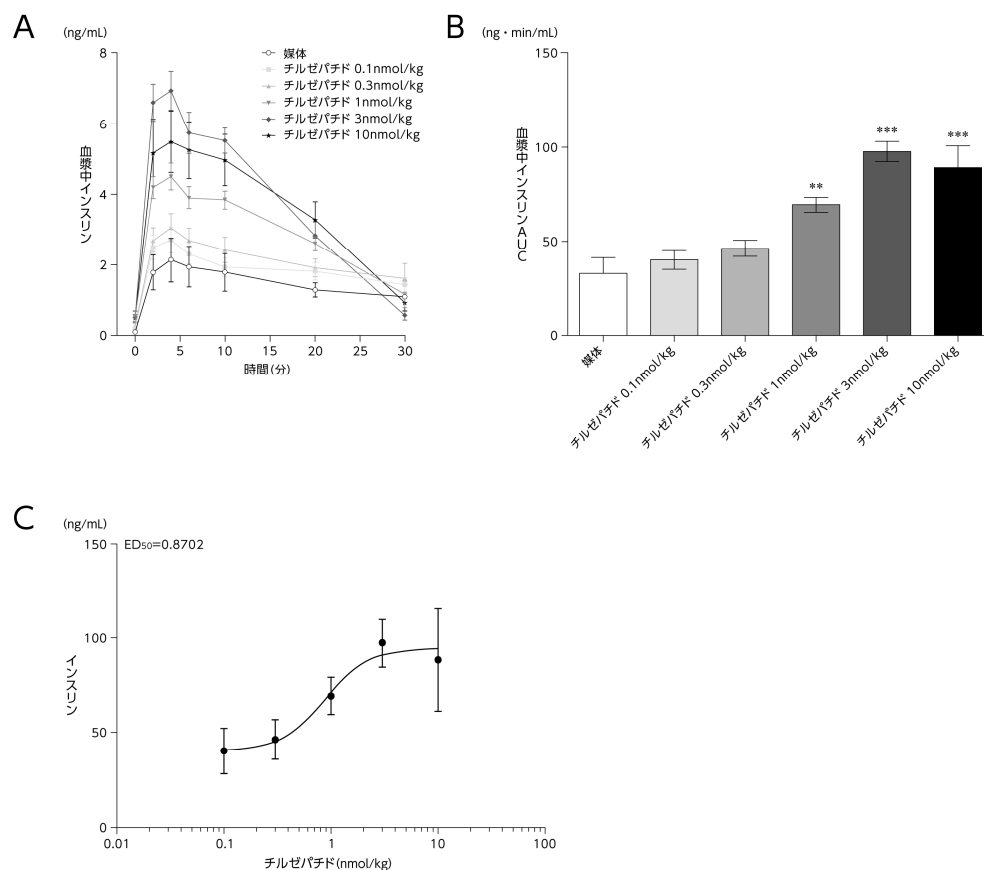 A
(ng/mL)
8
6
4
2
0
血漿中インスリン
媒体
チルゼパチド 0.1nmol/kg
チルゼパチド 0.3nmol/kg
チルゼパチド 1nmol/kg
チルゼパチド 3nmol/kg
チルゼパチド 10nmol/kg
0 5 10 15 20 25 30
時間(分)
B
(ng・min/mL)
150
100
50
0
血漿中インスリンAUC
**
***
***
媒体
チルゼパチド 0.1nmol/kg
チルゼパチド 0.3nmol/kg
チルゼパチド 1nmol/kg
チルゼパチド 3nmol/kg
チルゼパチド 10nmol/kg
C
(ng/mL)
150
100
50
0
インスリン
ED50=0.8702
0.01 0.1 1 10 100
チルゼパチド(nmol/kg)